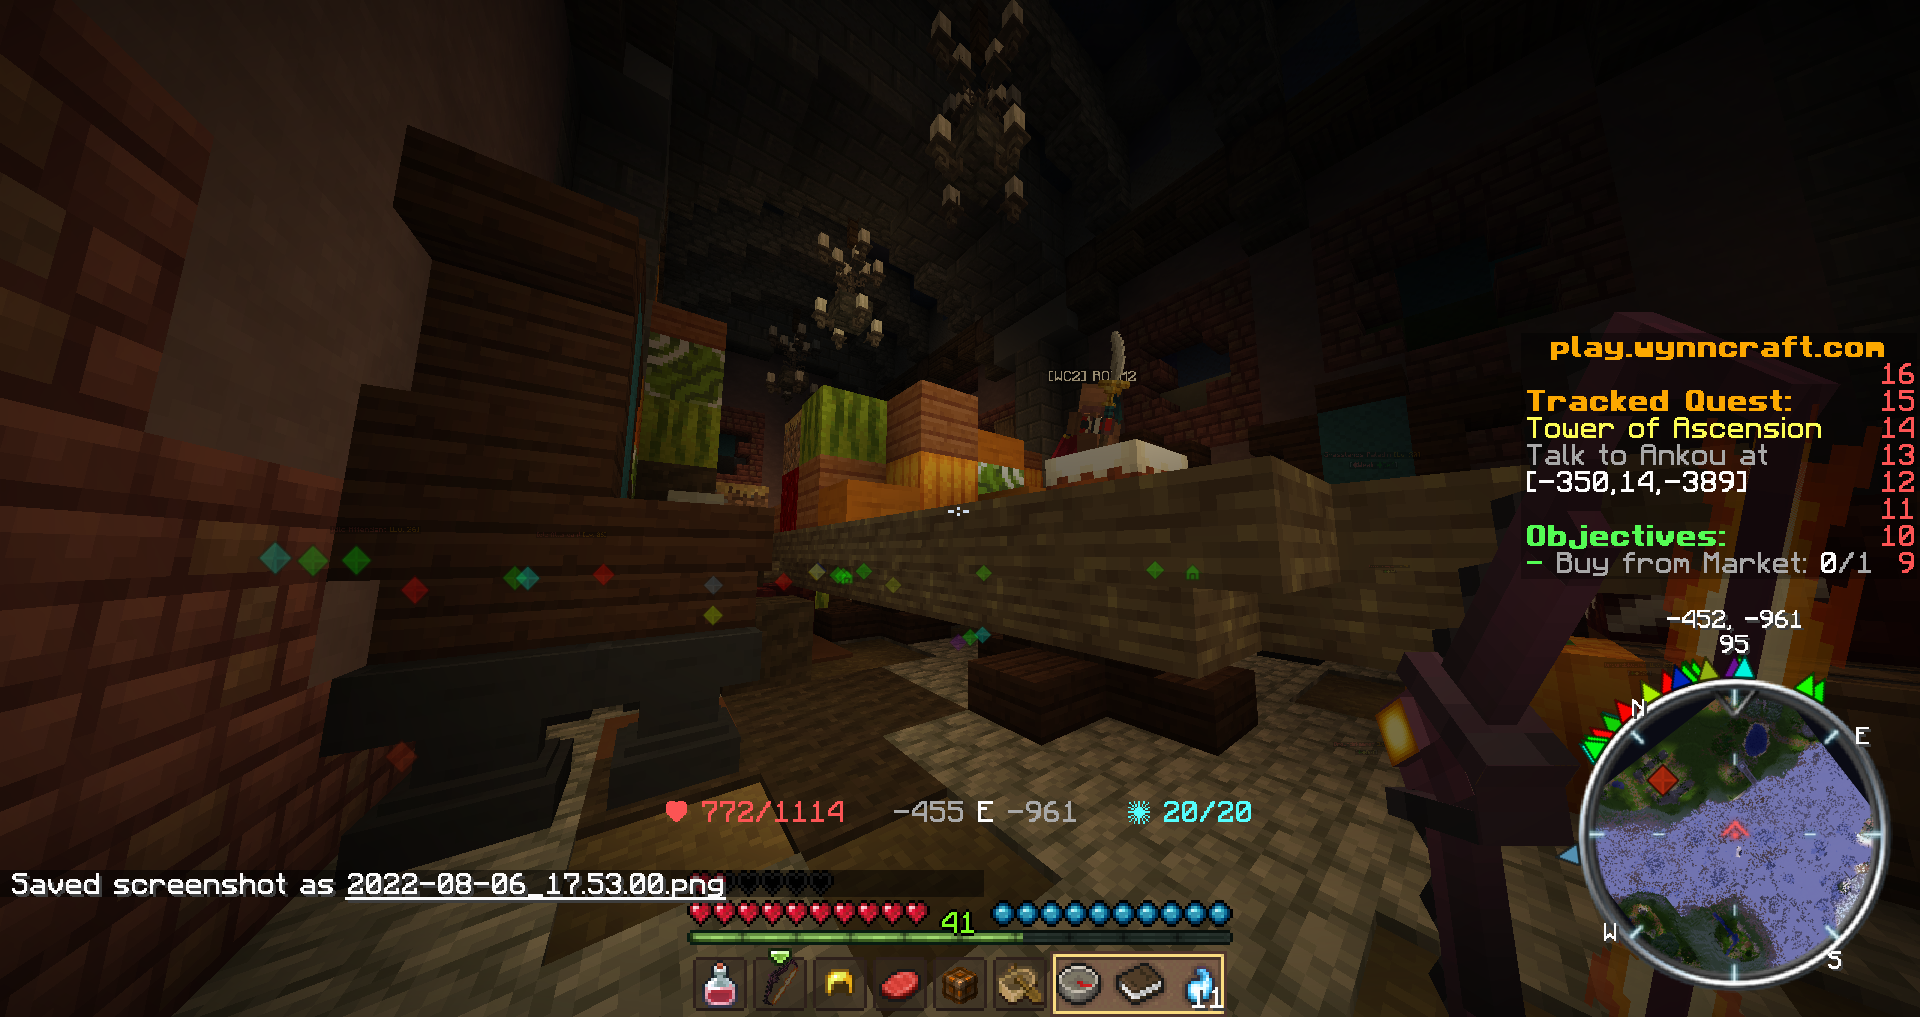 play.wynncraft.com
16
Tracked Quest: 15
Tower of Ascension 14
Talk to Ankou at 13
[-350,14,-389] 12
11
Objectives: 10
- Buy from Market: 0/1 9
-452, -961
95
N
E
W
S
772/1114 -455 E -961 20/20
Saved screenshot as 2022-08-06_17.53.00.png
41
11